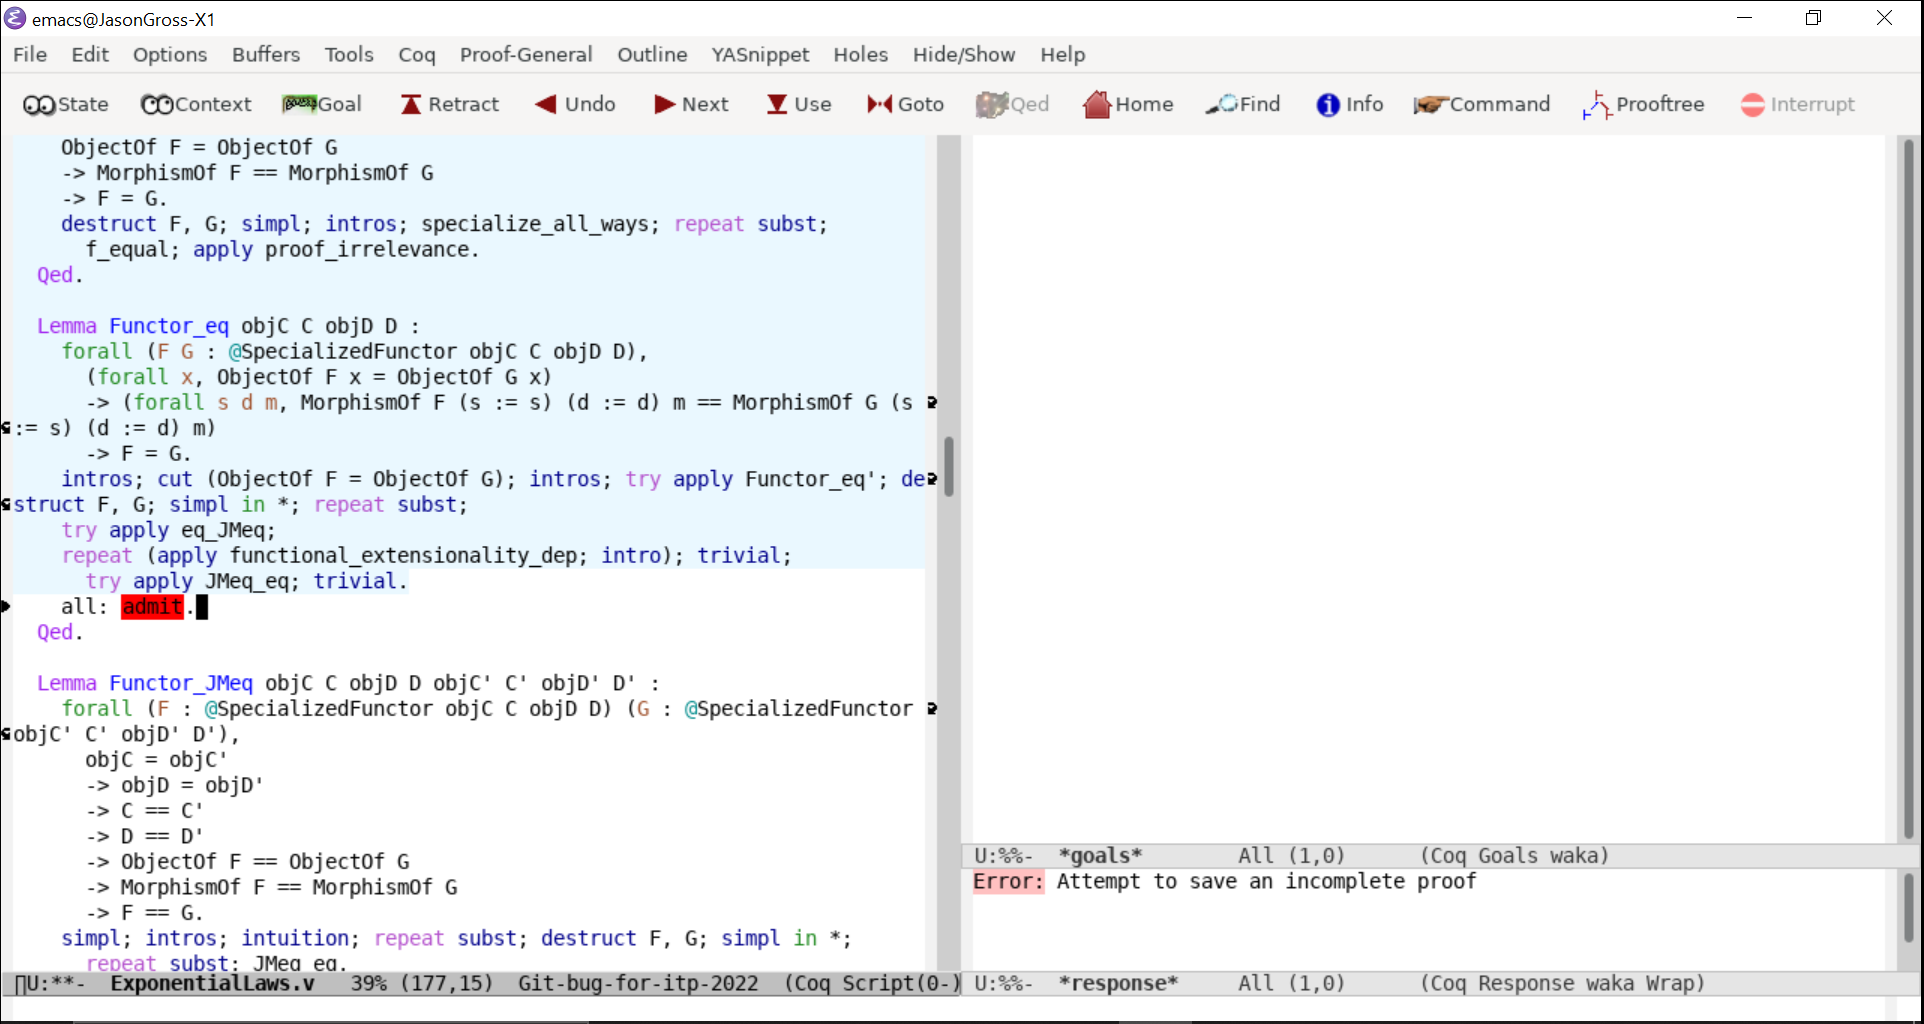 emacs@JasonGross-X1
File Edit Options Buffers Tools Coq Proof-General Outline YASnippet Holes Hide/Show Help
State Context Goal Retract Undo Next Use Goto Qed Home Find Info Command Prooftree Interrupt
ObjectOf F = ObjectOf G
-> MorphismOf F == MorphismOf G
-> F = G.
destruct F, G; simpl; intros; specialize_all_ways; repeat subst;
f_equal; apply proof_irrelevance.
Qed.
Lemma Functor_eq objC C objD D :
forall (F G : @SpecializedFunctor objC C objD D),
(forall x, ObjectOf F x = ObjectOf G x)
-> (forall s d m, MorphismOf F (s := s) (d := d) m == MorphismOf G (s
:= s) (d := d) m)
-> F = G.
intros; cut (ObjectOf F = ObjectOf G); intros; try apply Functor_eq'; de
struct F, G; simpl in *; repeat subst;
try apply eq_JMeq;
repeat (apply functional_extensionality_dep; intro); trivial;
try apply JMeq_eq; trivial.
all: admit.
Qed.
Lemma Functor_JMeq objC C objD D objC' C' objD' D' :
forall (F : @SpecializedFunctor objC C objD D) (G : @SpecializedFunctor
objC' C' objD' D'),
objC = objC'
-> objD = objD'
-> C == C'
-> D == D'
-> ObjectOf F == ObjectOf G
-> MorphismOf F == MorphismOf G
-> F == G.
simpl; intros; intuition; repeat subst; destruct F, G; simpl in *;
repeat subst; JMeq_eq.
U:**- ExponentialLaws.v 39% (177,15) Git-bug-for-itp-2022 (Coq Script(0-)
U:%%- *goals* All (1,0) (Coq Goals waka)
Error: Attempt to save an incomplete proof
U:%%- *response* All (1,0) (Coq Response waka Wrap)